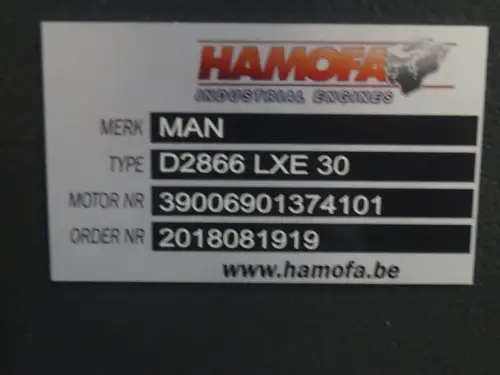 HAMOFA
INDUSTRIAL ENGINES
MERK MAN
TYPE D2866 LXE 30
MOTOR NR 39006901374101
ORDER NR 2018081919
www.hamofa.be